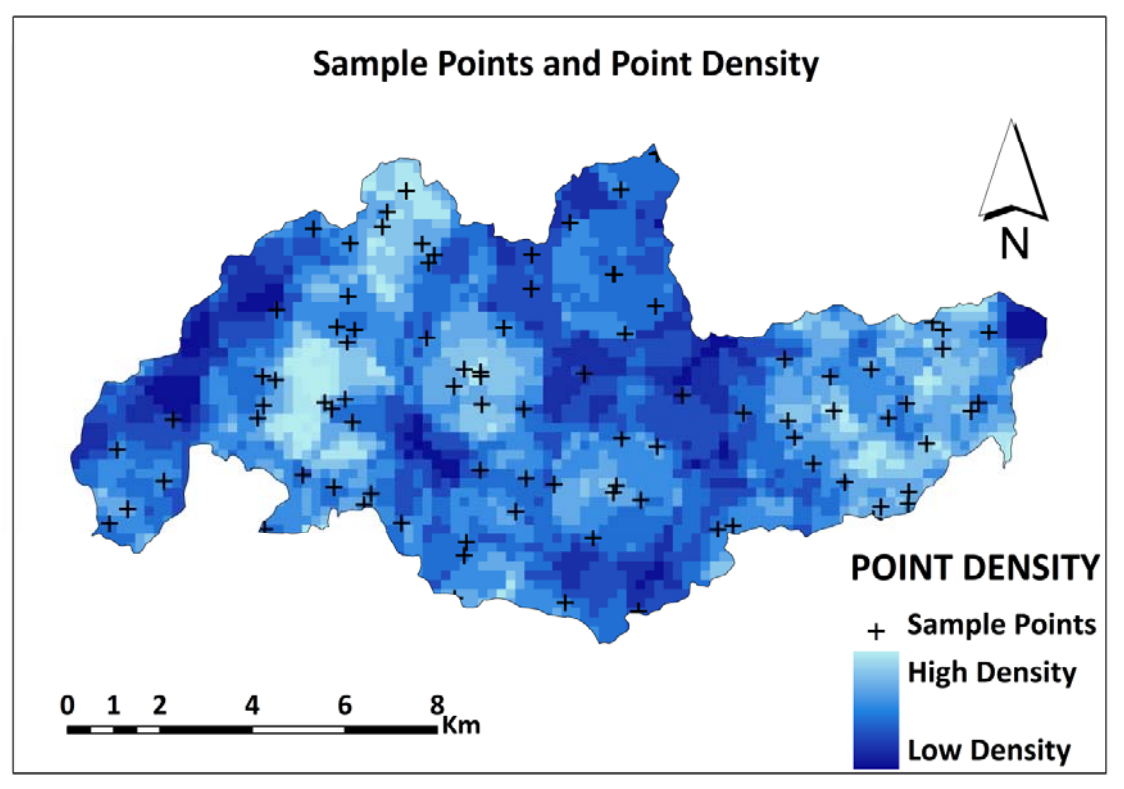 Sample Points and Point Density
N
POINT DENSITY
Sample Points
High Density
Low Density
0 1 2 4 6 8 Km